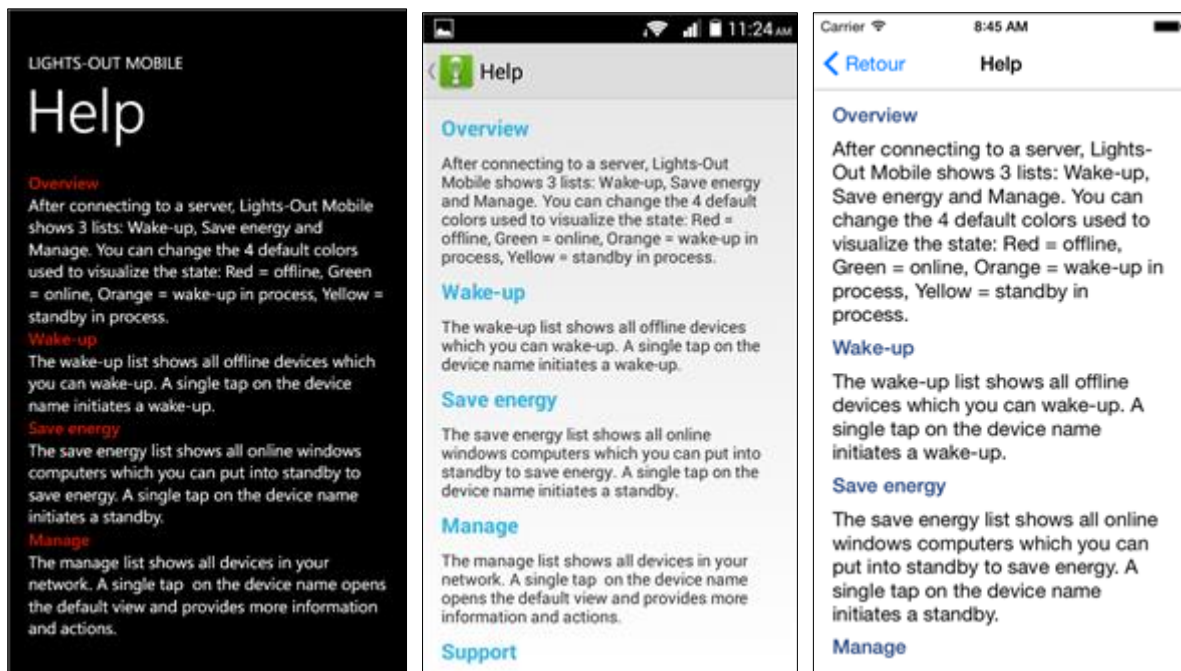 LIGHTS-OUT MOBILE
Help
Overview
After connecting to a server, Lights-Out Mobile
shows 3 lists: Wake-up, Save energy and
Manage. You can change the 4 default colors
used to visualize the state: Red = offline, Green
= online, Orange = wake-up in process, Yellow =
standby in process.
Wake-up
The wake-up list shows all offline devices which
you can wake-up. A single tap on the device
name initiates a wake-up.
Save energy
The save energy list shows all online windows
computers which you can put into standby to
save energy. A single tap on the device name
initiates a standby.
Manage
The manage list shows all devices in your
network. A single tap  on the device name opens
the default view and provides more information
and actions.
11:24 AM
Help
Overview
After connecting to a server, Lights-Out
Mobile shows 3 lists: Wake-up, Save energy
and Manage. You can change the 4 default
colors used to visualize the state: Red =
offline, Green = online, Orange = wake-up in
process, Yellow = standby in process.
Wake-up
The wake-up list shows all offline devices
which you can wake-up. A single tap on the
device name initiates a wake-up.
Save energy
The save energy list shows all online
windows computers which you can put into
standby to save energy. A single tap on the
device name initiates a standby.
Manage
The manage list shows all devices in your
network. A single tap  on the device name
opens the default view and provides more
information and actions.
Support
Carrier 8:45 AM
Retour Help
Overview
After connecting to a server, Lights-
Out Mobile shows 3 lists: Wake-up,
Save energy and Manage. You can
change the 4 default colors used to
visualize the state: Red = offline,
Green = online, Orange = wake-up in
process, Yellow = standby in
process.
Wake-up
The wake-up list shows all offline
devices which you can wake-up. A
single tap on the device name
initiates a wake-up.
Save energy
The save energy list shows all online
windows computers which you can
put into standby to save energy. A
single tap on the device name
initiates a standby.
Manage